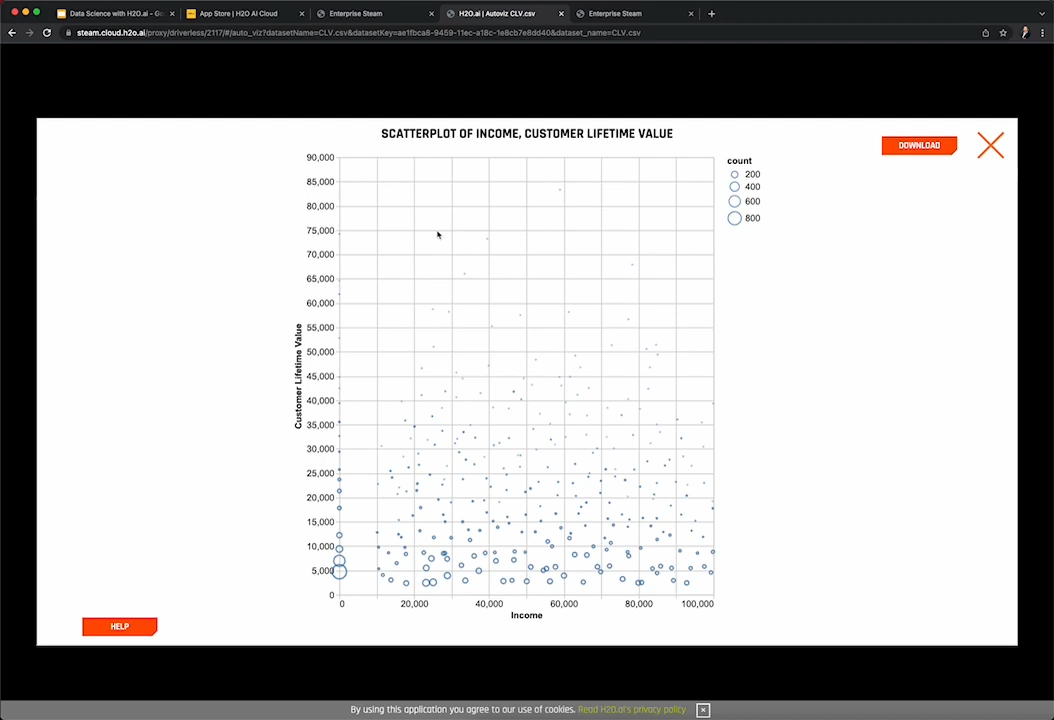 Data Science with H2O.ai - Go
App Store | H2O AI Cloud
Enterprise Steam
H2O.ai | Autoviz CLV.csv
Enterprise Steam
steam.cloud.h2o.ai/proxy/driverless/2117/#/auto_viz?datasetName=CLV.csv&datasetKey=ae1fbca8-9459-11ec-a18c-1e8cb7e8dd40&dataset_name=CLV.csv
SCATTERPLOT OF INCOME, CUSTOMER LIFETIME VALUE
DOWNLOAD
count
200
400
600
800
Customer Lifetime Value
90,000
85,000
80,000
75,000
70,000
65,000
60,000
55,000
50,000
45,000
40,000
35,000
30,000
25,000
20,000
15,000
10,000
5,000
0
0 20,000 40,000 60,000 80,000 100,000
Income
HELP
By using this application you agree to our use of cookies. Read H2O.ai's privacy policy